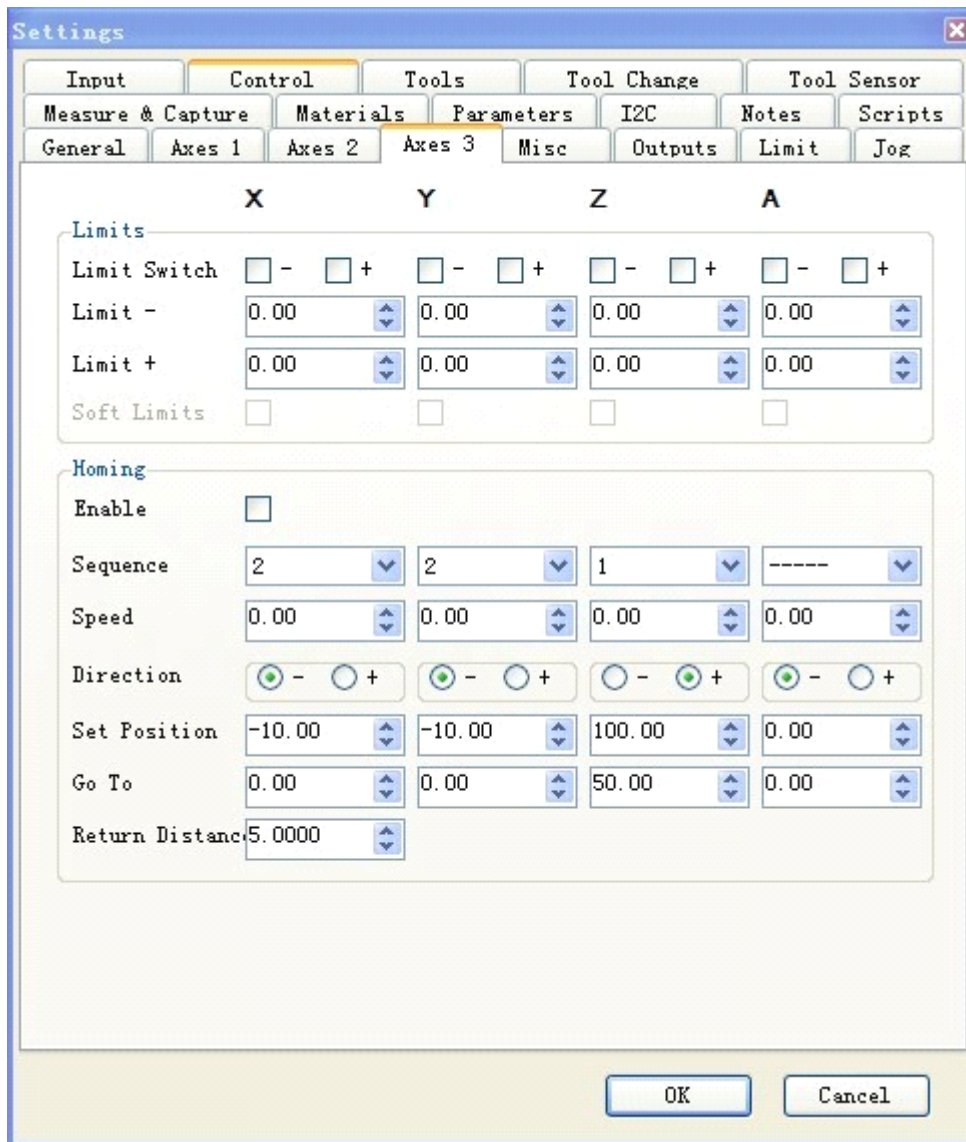 Settings
Input Control Tools Tool Change Tool Sensor
Measure & Capture Materials Parameters I2C Notes Scripts
General Axes 1 Axes 2 Axes 3 Misc Outputs Limit Jog
X Y Z A
Limits
Limit Switch - + - + - + - +
Limit - 0.00 0.00 0.00 0.00
Limit + 0.00 0.00 0.00 0.00
Soft Limits
Homing
Enable
Sequence 2 2 1 -----
Speed 0.00 0.00 0.00 0.00
Direction - + - + - + - +
Set Position -10.00 -10.00 100.00 0.00
Go To 0.00 0.00 50.00 0.00
Return Distanc 5.0000
OK Cancel